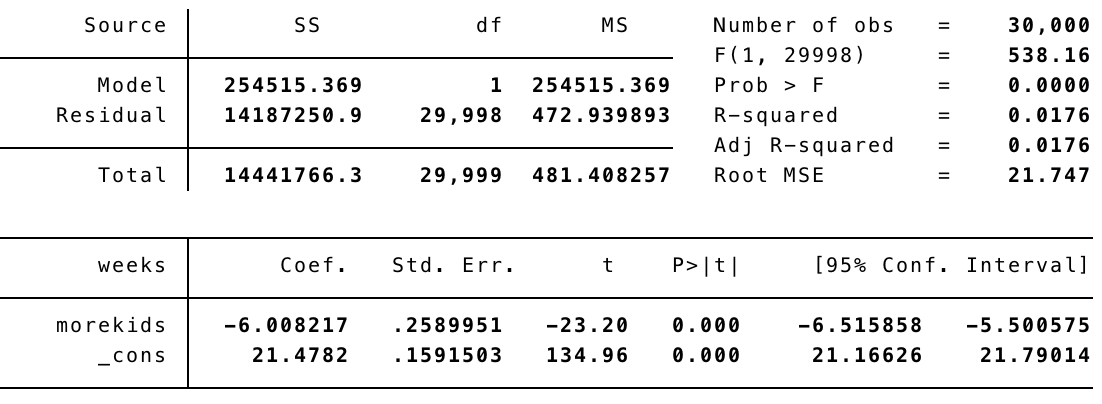 Source SS df MS Number of obs = 30,000
F(1, 29998) = 538.16
Model 254515.369 1 254515.369 Prob > F = 0.0000
Residual 14187250.9 29,998 472.939893 R-squared = 0.0176
Adj R-squared = 0.0176
Total 14441766.3 29,999 481.408257 Root MSE = 21.747
weeks Coef. Std. Err. t P>|t| [95% Conf. Interval]
morekids -6.008217 .2589951 -23.20 0.000 -6.515858 -5.500575
_cons 21.4782 .1591503 134.96 0.000 21.16626 21.79014